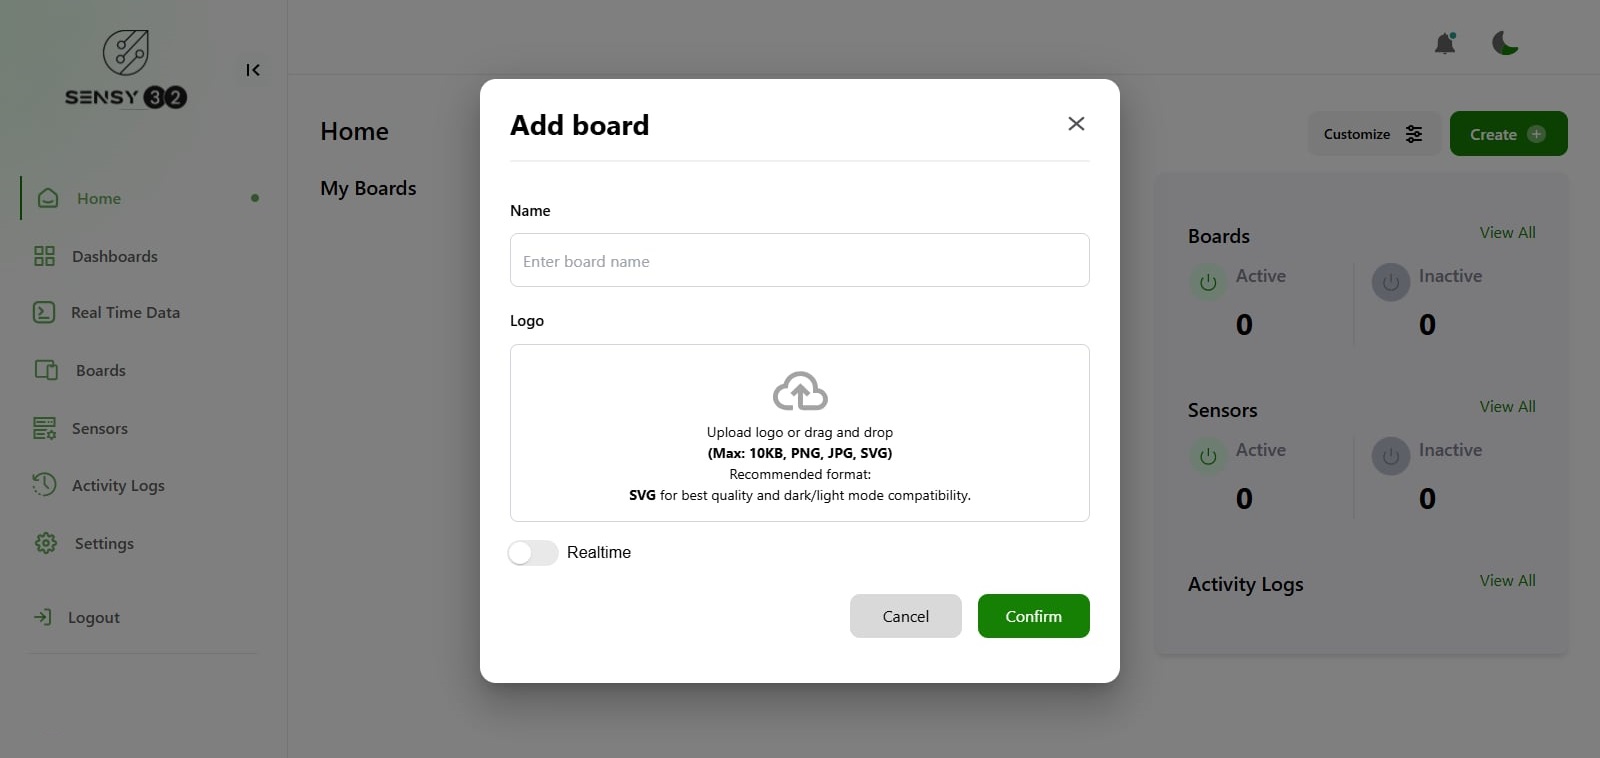 SENSY 32
Home
Dashboards
Real Time Data
Boards
Sensors
Activity Logs
Settings
Logout
Home
My Boards
Customize
Create
Add board
Name
Enter board name
Logo
Upload logo or drag and drop
(Max: 10KB, PNG, JPG, SVG)
Recommended format:
SVG for best quality and dark/light mode compatibility.
Realtime
Cancel
Confirm
Boards
View All
Active
Inactive
0
0
Sensors
View All
Active
Inactive
0
0
Activity Logs
View All